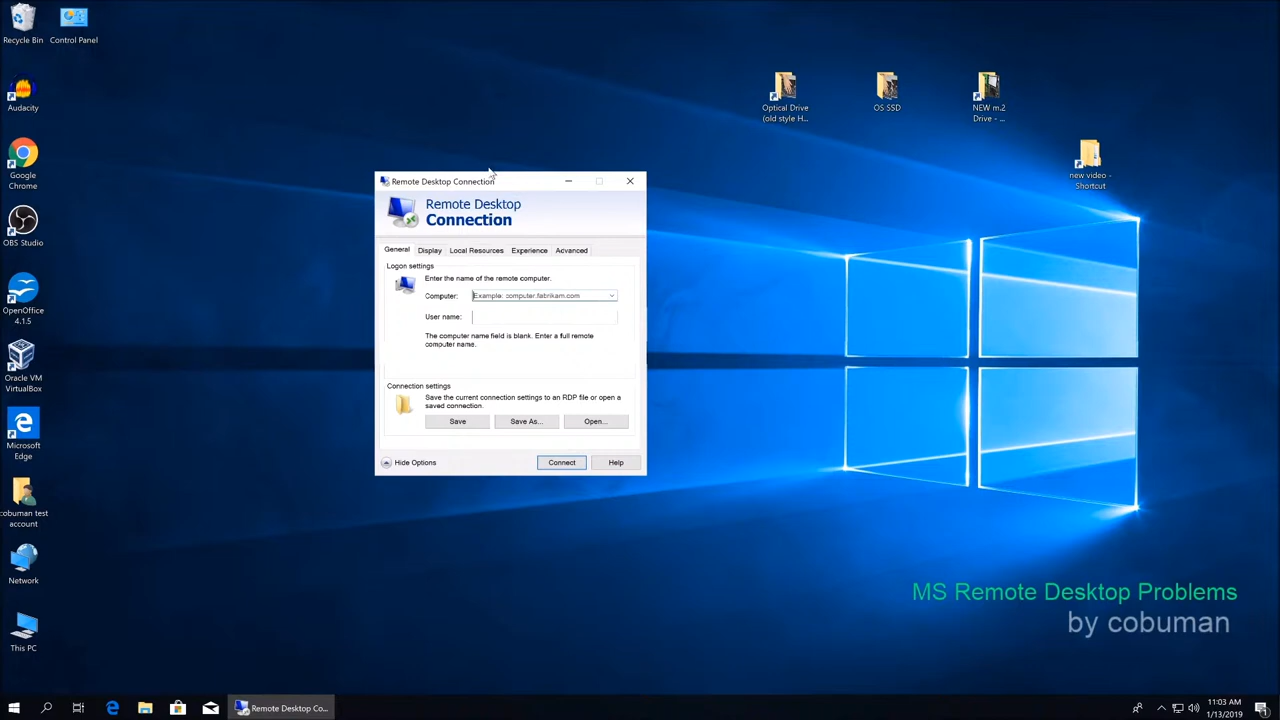 Recycle Bin
Control Panel
Audacity
Google
Chrome
OBS Studio
OpenOffice
4.1.5
Oracle VM
VirtualBox
Microsoft
Edge
cobuman test
account
Network
This PC
Optical Drive
(old style H...
OS SSD
NEW m.2
Drive - ...
new video -
Shortcut
Remote Desktop Connection
Remote Desktop
Connection
General Display Local Resources Experience Advanced
Logon settings
Enter the name of the remote computer.
Computer: Example: computer.fabrikam.com
User name:
The computer name field is blank. Enter a full remote
computer name.
Connection settings
Save the current connection settings to an RDP file or open a
saved connection.
Save Save As... Open...
Hide Options Connect Help
MS Remote Desktop Problems
by cobuman
Remote Desktop Co...
11:03 AM
1/13/2019
1